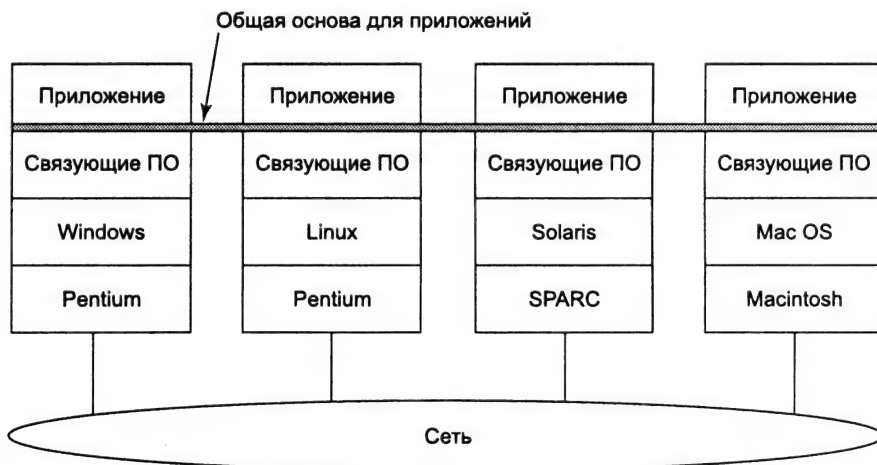 Общая основа для приложений
Приложение
Приложение
Приложение
Приложение
Связующие ПО
Связующие ПО
Связующие ПО
Связующие ПО
Windows
Linux
Solaris
Mac OS
Pentium
Pentium
SPARC
Macintosh
Сеть